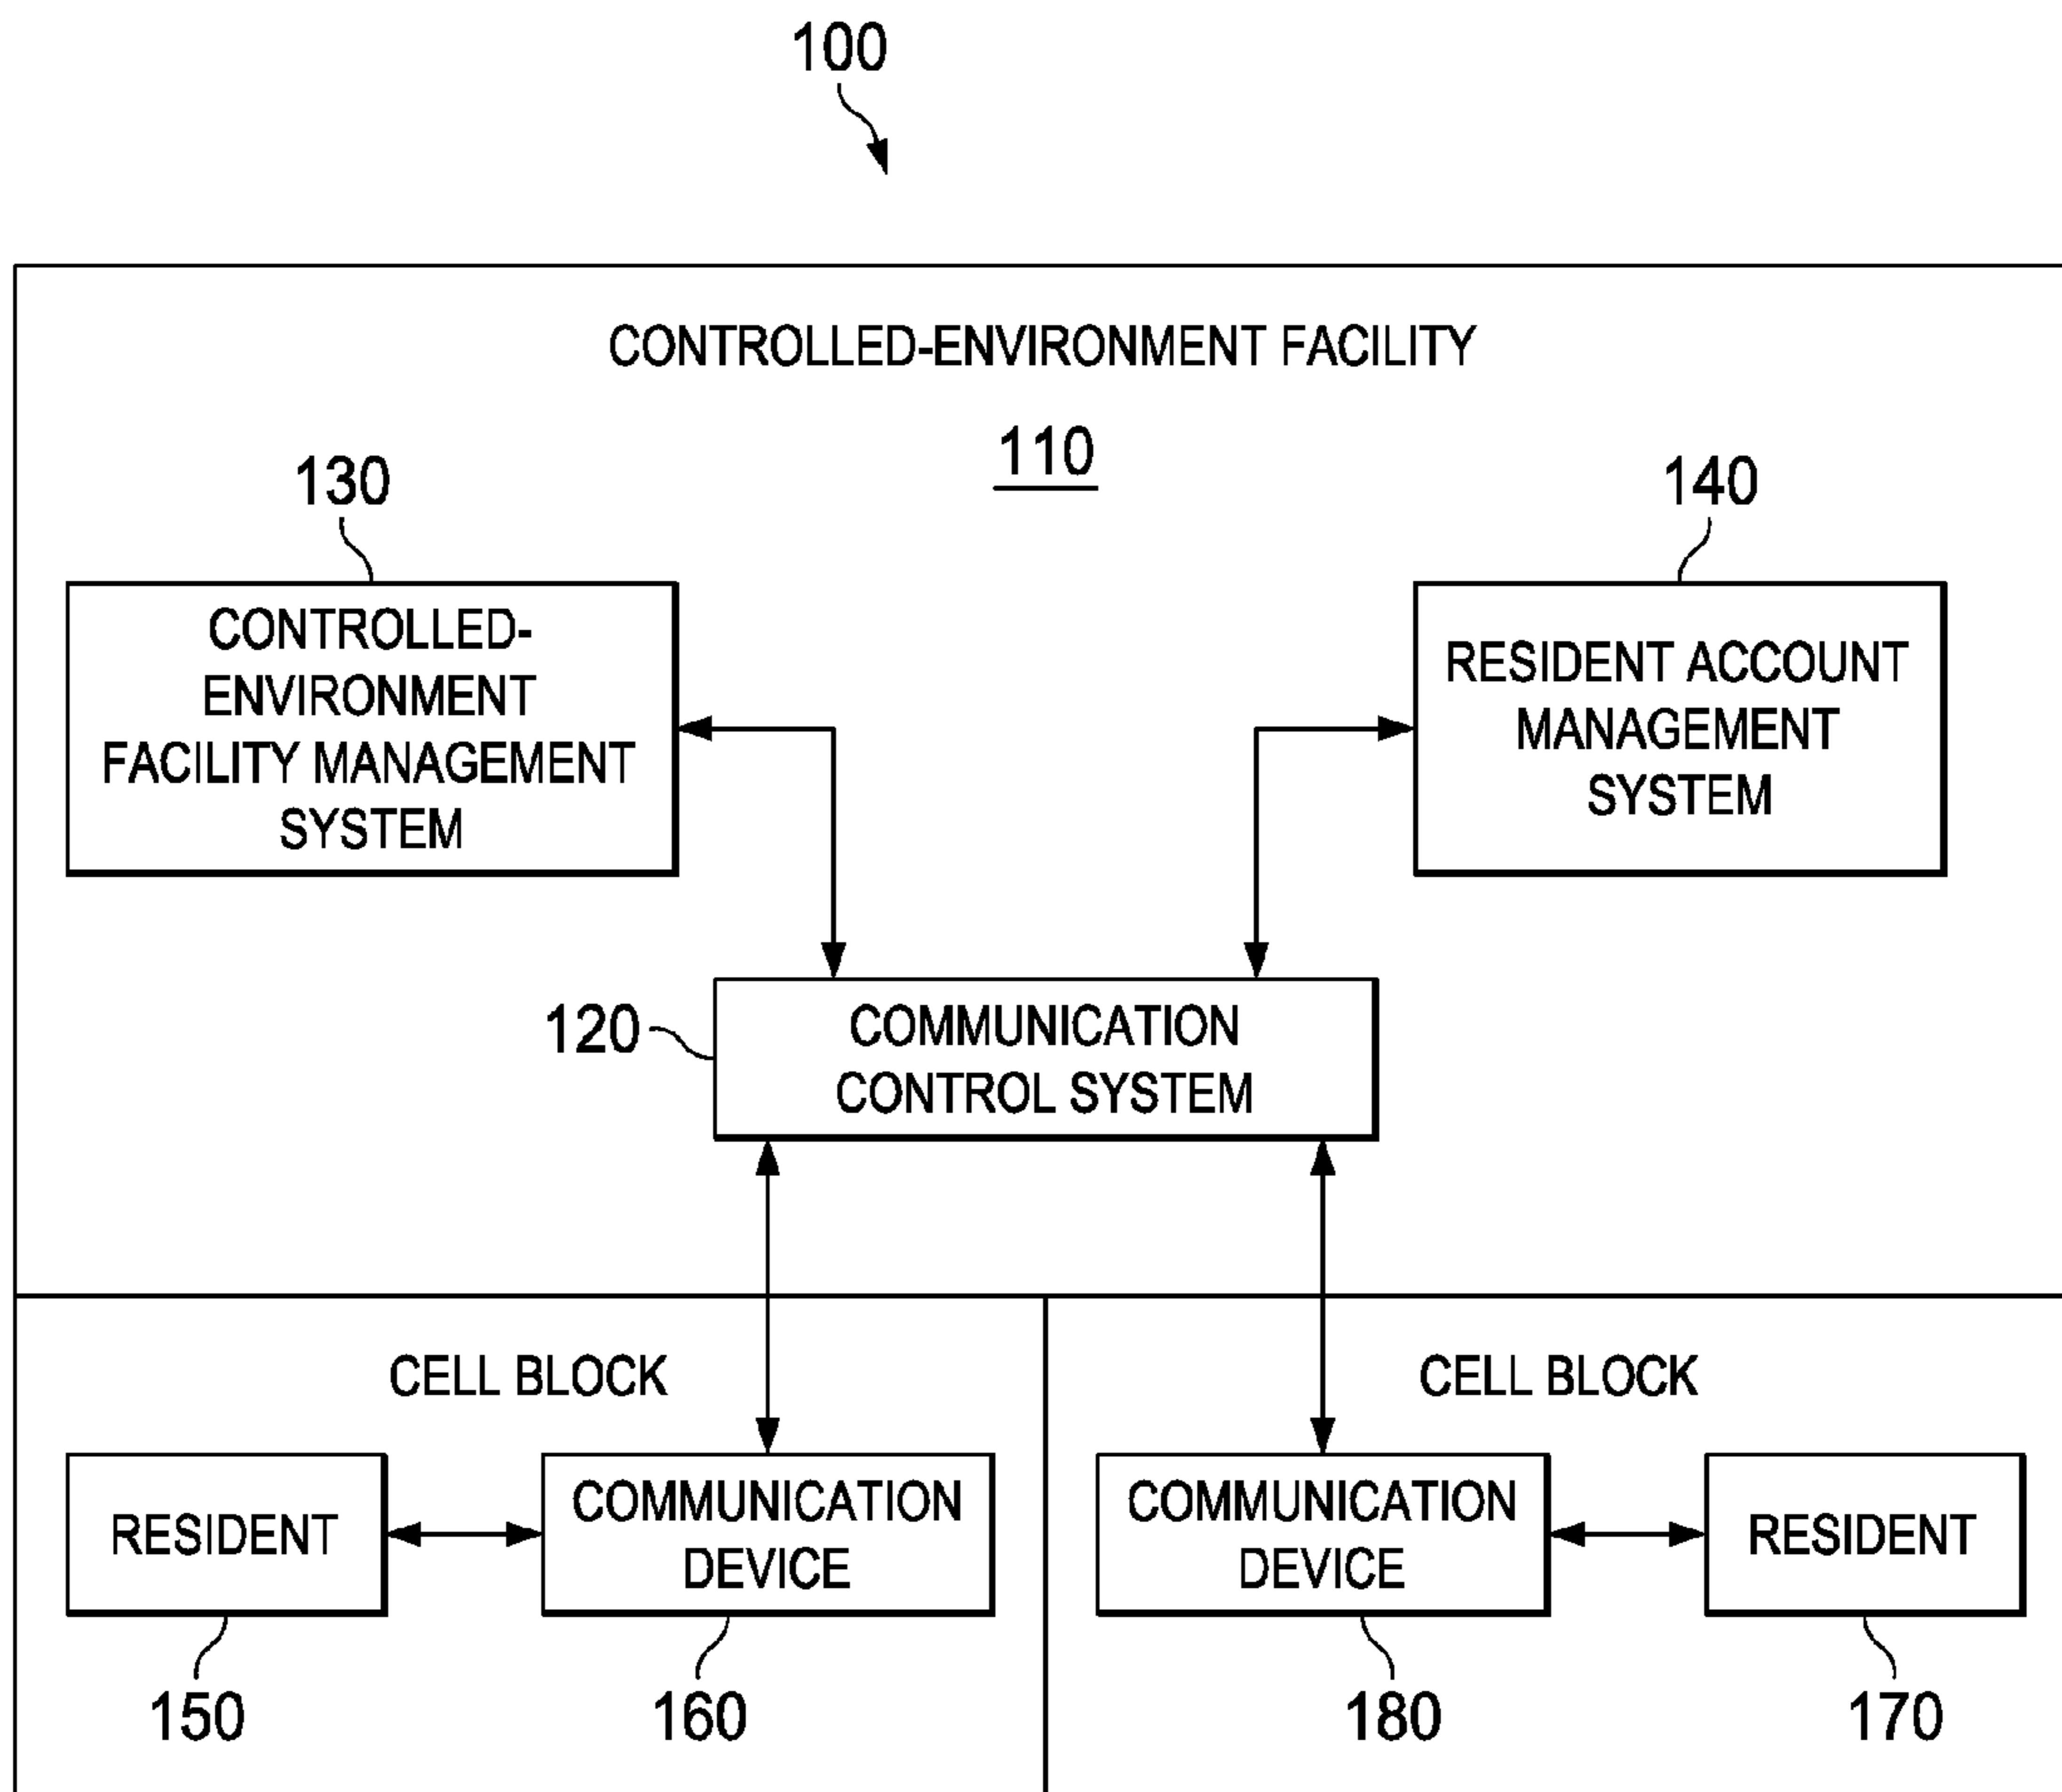 100
CONTROLLED-ENVIRONMENT FACILITY
110
130
140
CONTROLLED-
ENVIRONMENT
FACILITY MANAGEMENT
SYSTEM
RESIDENT ACCOUNT
MANAGEMENT
SYSTEM
120
COMMUNICATION
CONTROL SYSTEM
CELL BLOCK
CELL BLOCK
RESIDENT
COMMUNICATION
DEVICE
COMMUNICATION
DEVICE
RESIDENT
150
160
180
170